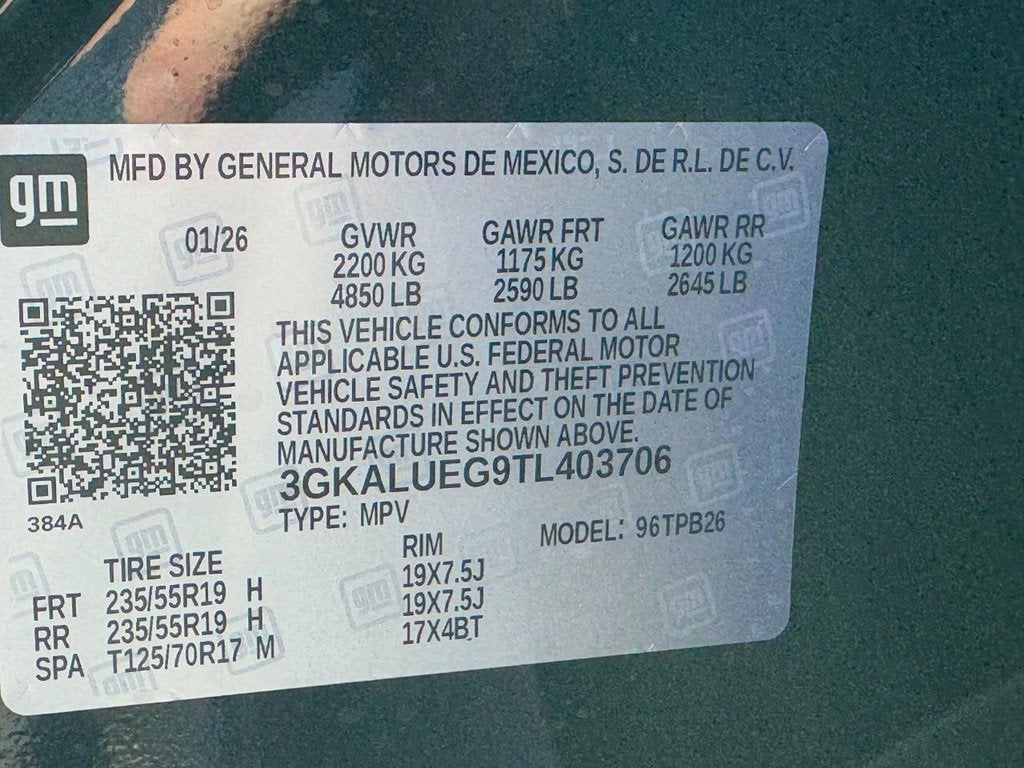 gm
MFD BY GENERAL MOTORS DE MEXICO, S. DE R.L. DE C.V.
01/26 GVWR GAWR FRT GAWR RR
2200 KG 1175 KG 1200 KG
4850 LB 2590 LB 2645 LB
THIS VEHICLE CONFORMS TO ALL
APPLICABLE U.S. FEDERAL MOTOR
VEHICLE SAFETY AND THEFT PREVENTION
STANDARDS IN EFFECT ON THE DATE OF
MANUFACTURE SHOWN ABOVE.
3GKALUEG9TL403706
384A
TYPE: MPV MODEL: 96TPB26
TIRE SIZE RIM
FRT 235/55R19 H 19X7.5J
RR 235/55R19 H 19X7.5J
SPA T125/70R17 M 17X4BT